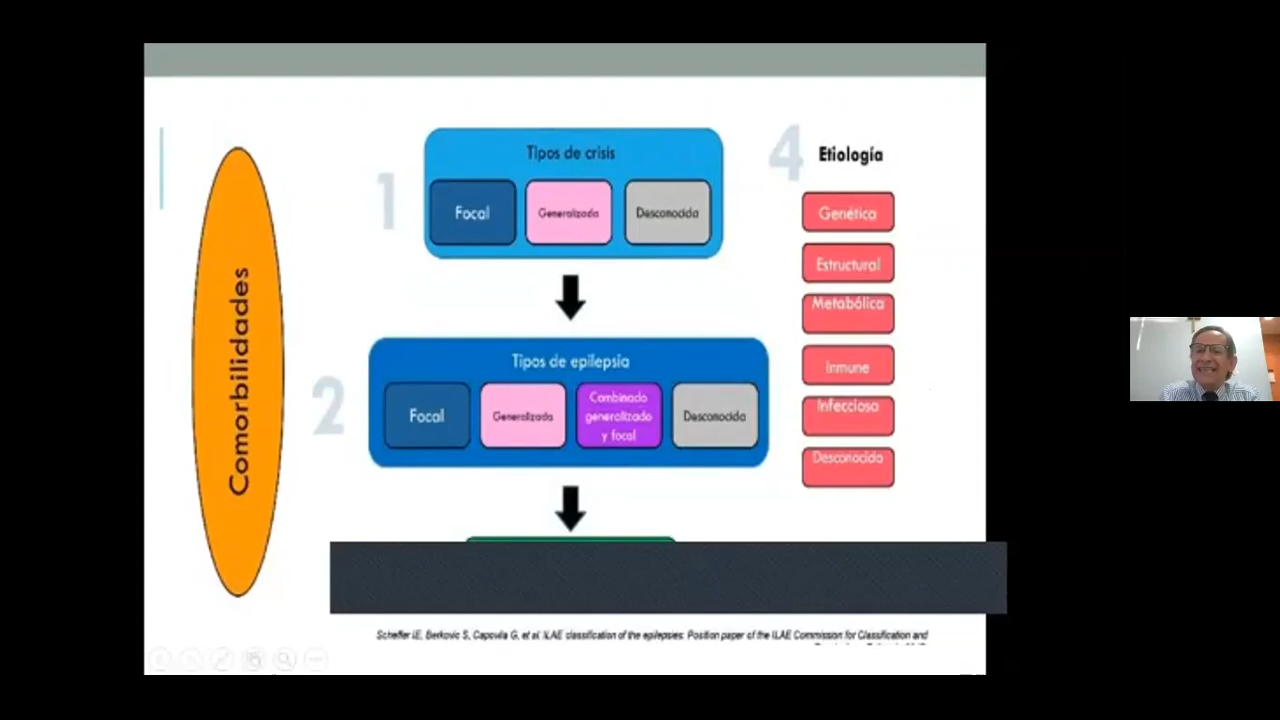 Comorbilidades
1
Tipos de crisis
Focal
Generalizada
Desconocida
2
Tipos de epilepsia
Focal
Generalizada
Combinado
generalizado
y focal
Desconocida
4
Etiología
Genética
Estructural
Metabólica
Inmune
Infecciosa
Desconocida
Scheffer IE, Berkovic S, Capovila G, et al. ILAE classification of the epilepsies: Position paper of the ILAE Commission for Classification and